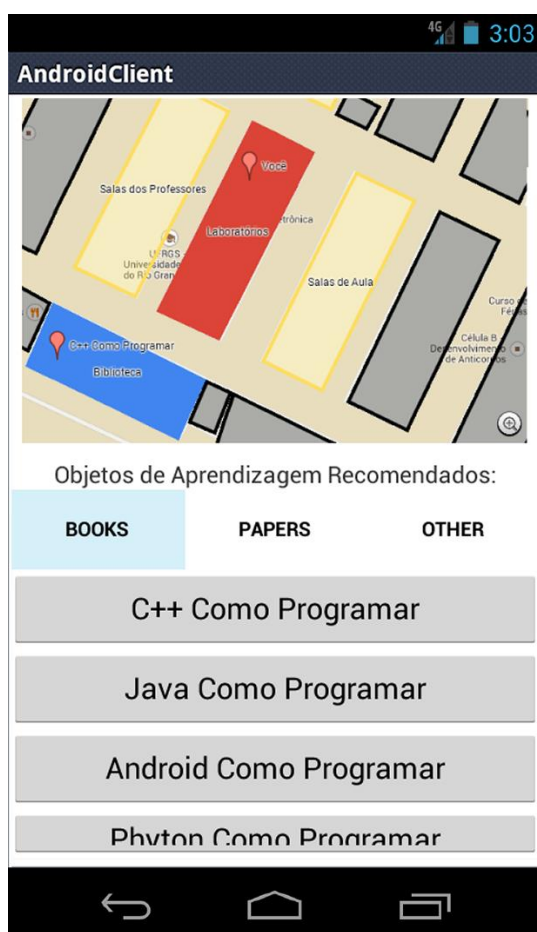 4G 3:03
AndroidClient
Você
Salas dos Professores
Laboratórios
trônica
Universidade
do Rio Gran
Salas de Aula
Curso de
C++ Como Programar
Célula B -
Desenvolvimento
de Anticorpos
Biblioteca
Objetos de Aprendizagem Recomendados:
BOOKS PAPERS OTHER
C++ Como Programar
Java Como Programar
Android Como Programar
Phyton Como Programar